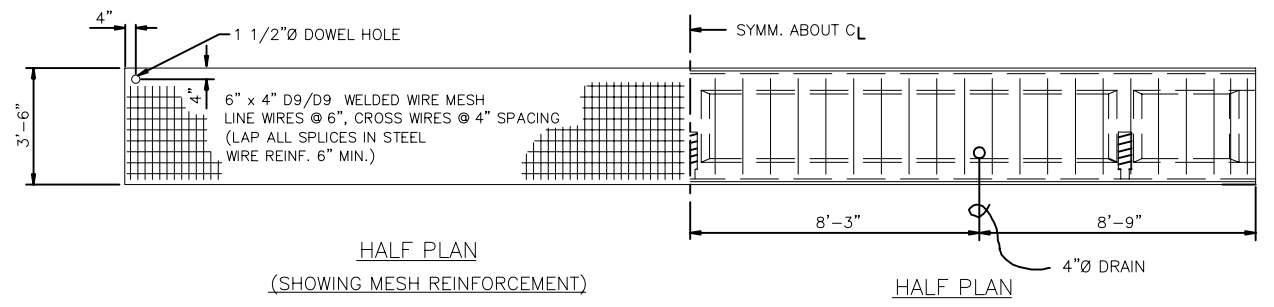 4"
1 1/2"Ø DOWEL HOLE
SYMM. ABOUT CL
3'-6"
4"
6" x 4" D9/D9 WELDED WIRE MESH
LINE WIRES @ 6", CROSS WIRES @ 4" SPACING
(LAP ALL SPLICES IN STEEL
WIRE REINF. 6" MIN.)
8'-3"
8'-9"
HALF PLAN
(SHOWING MESH REINFORCEMENT)
4"Ø DRAIN
HALF PLAN